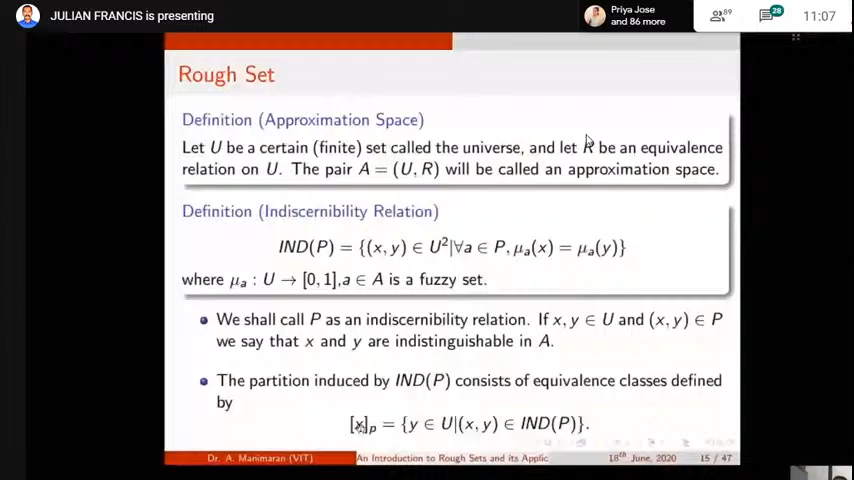 JULIAN FRANCIS is presenting
Priya Jose
and 86 more
89
28
11:07
Rough Set
Definition (Approximation Space)
Let U be a certain (finite) set called the universe, and let R be an equivalence
relation on U. The pair A = (U, R) will be called an approximation space.
Definition (Indiscernibility Relation)
IND(P) = {(x, y) ∈ U²|∀a ∈ P, μₐ(x) = μₐ(y)}
where μₐ : U → [0, 1],a ∈ A is a fuzzy set.
We shall call P as an indiscernibility relation. If x, y ∈ U and (x, y) ∈ P
we say that x and y are indistinguishable in A.
The partition induced by IND(P) consists of equivalence classes defined
by
[x]ₚ = {y ∈ U|(x, y) ∈ IND(P)}.
Dr. A. Manimaran (VIT)
An Introduction to Rough Sets and its Applic
18th June, 2020
15 / 47